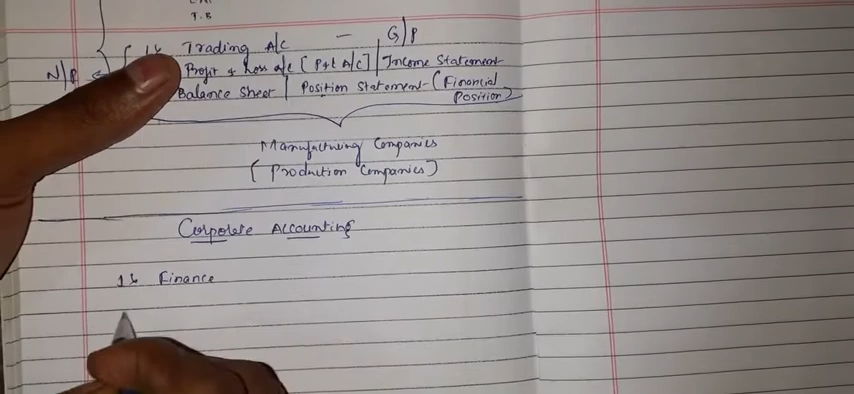 T.B
1} Trading A/c — G/P
N/P Profit & Loss a/c [P&L A/C] | Income Statement
Balance Sheet | Position Statement (Financial Position)
Manufacturing Companies
(Production Companies)
Corporate Accounting
1} Finance